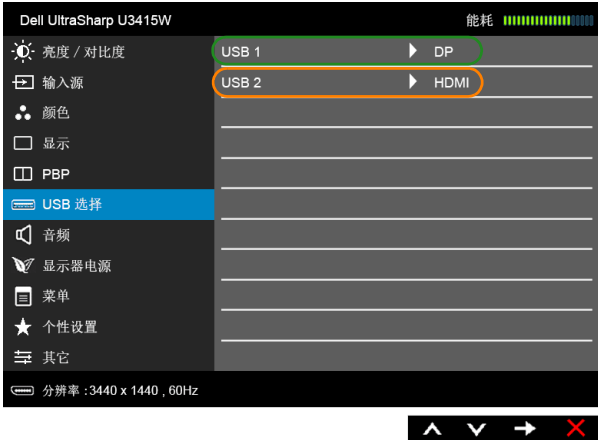 Dell UltraSharp U3415W 能耗
亮度 / 对比度 USB 1 DP
输入源 USB 2 HDMI
颜色
显示
PBP
USB 选择
音频
显示器电源
菜单
个性设置
其它
分辨率 :3440 x 1440 , 60Hz